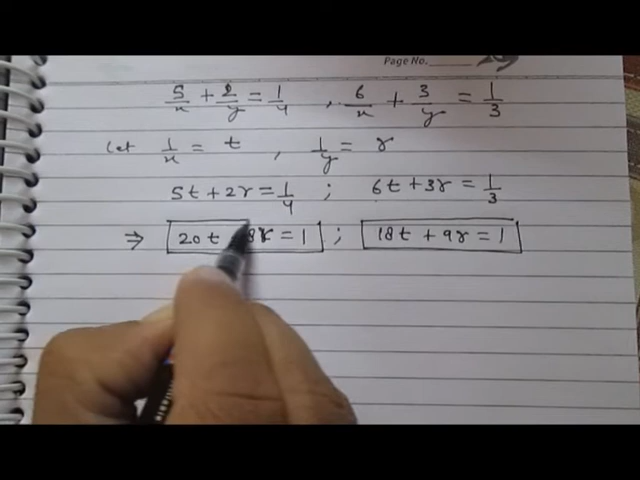 Page No.
5/x + 2/y = 1/4 , 6/x + 3/y = 1/3
Let 1/x = t , 1/y = r
5t + 2r = 1/4 ; 6t + 3r = 1/3
⇒ 20t 8r = 1 ; 18t + 9r = 1